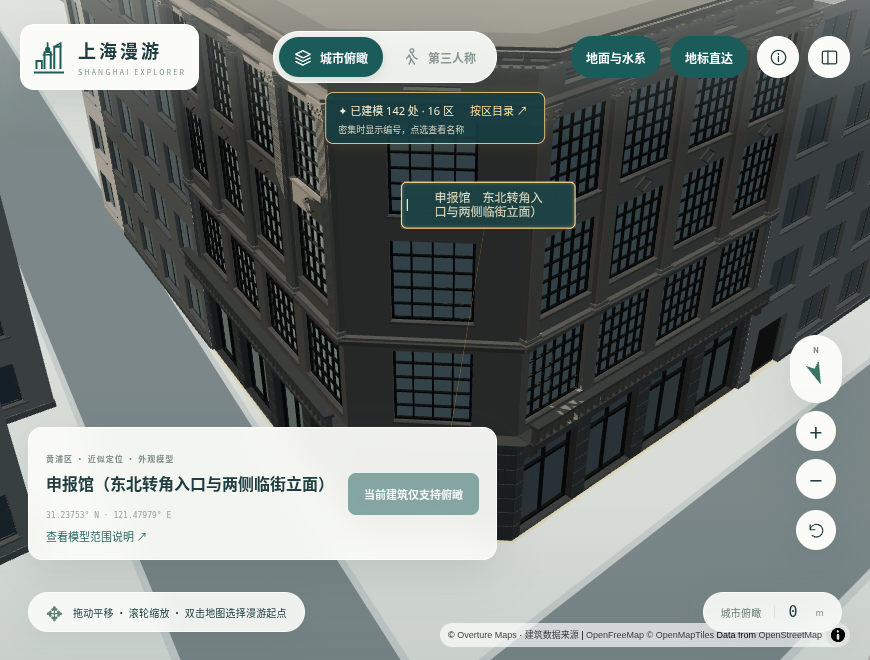 上海漫游
SHANGHAI EXPLORER
城市俯瞰
第三人称
地面与水系
地标直达
✦ 已建模 142 处 · 16 区 按区目录 ↗
密集时显示编号，点选查看名称
申报馆 东北转角入
口与两侧临街立面）
N
黄浦区 · 近似定位 · 外观模型
申报馆（东北转角入口与两侧临街立面）
31.23753° N · 121.47979° E
查看模型范围说明 ↗
当前建筑仅支持俯瞰
拖动平移 · 滚轮缩放 · 双击地图选择漫游起点
城市俯瞰 0 m
© Overture Maps · 建筑数据来源 | OpenFreeMap © OpenMapTiles Data from OpenStreetMap